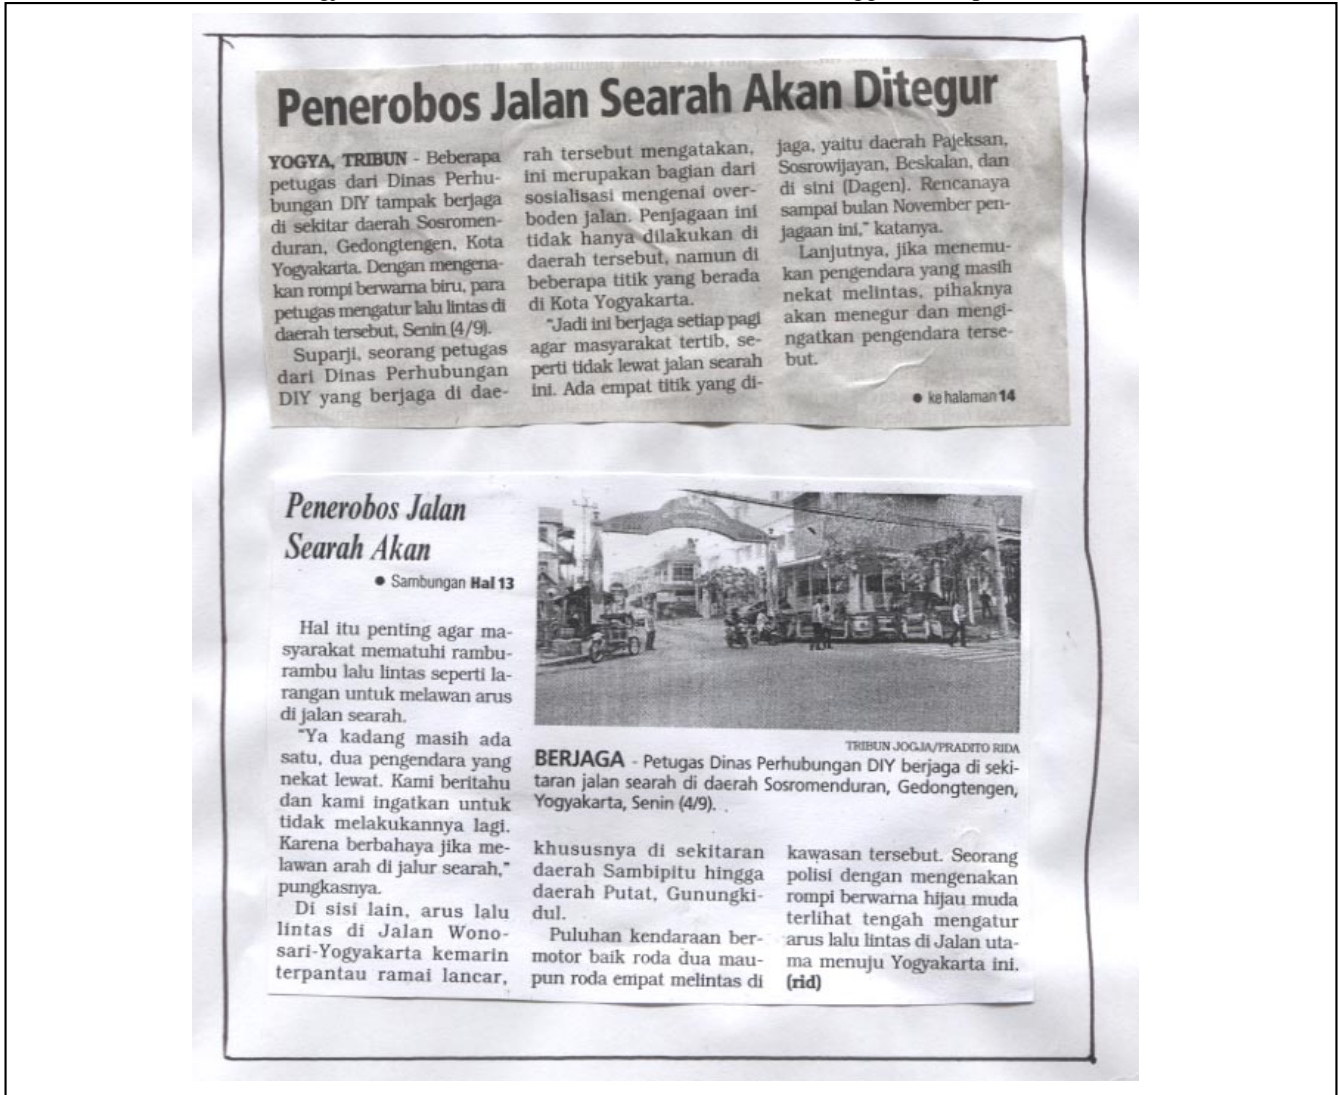 Penerobos Jalan Searah Akan Ditegur
YOGYA, TRIBUN - Beberapa
petugas dari Dinas Perhu-
bungan DIY tampak berjaga
di sekitar daerah Sosromen-
duran, Gedongtengen, Kota
Yogyakarta. Dengan mengena-
kan rompi berwarna biru, para
petugas mengatur lalu lintas di
daerah tersebut, Senin (4/9).
Suparji, seorang petugas
dari Dinas Perhubungan
DIY yang berjaga di dae-
rah tersebut mengatakan,
ini merupakan bagian dari
sosialisasi mengenai over-
boden jalan. Penjagaan ini
tidak hanya dilakukan di
daerah tersebut, namun di
beberapa titik yang berada
di Kota Yogyakarta.
"Jadi ini berjaga setiap pagi
agar masyarakat tertib, se-
perti tidak lewat jalan searah
ini. Ada empat titik yang di-
jaga, yaitu daerah Pajeksan,
Sosrowijayan, Beskalan, dan
di sini (Dagen). Rencanaya
sampai bulan November pen-
jagaan ini," katanya.
Lanjutnya, jika menemu-
kan pengendara yang masih
nekat melintas, pihaknya
akan menegur dan mengi-
ngatkan pengendara terse-
but.
● ke halaman 14
Penerobos Jalan
Searah Akan
● Sambungan Hal 13
Hal itu penting agar ma-
syarakat mematuhi rambu-
rambu lalu lintas seperti la-
rangan untuk melawan arus
di jalan searah.
"Ya kadang masih ada
satu, dua pengendara yang
nekat lewat. Kami beritahu
dan kami ingatkan untuk
tidak melakukannya lagi.
Karena berbahaya jika me-
lawan arah di jalur searah,"
pungkasnya.
Di sisi lain, arus lalu
lintas di Jalan Wono-
sari-Yogyakarta kemarin
terpantau ramai lancar,
TRIBUN JOGJA/PRADITO RIDA
BERJAGA - Petugas Dinas Perhubungan DIY berjaga di seki-
taran jalan searah di daerah Sosromenduran, Gedongtengen,
Yogyakarta, Senin (4/9).
khususnya di sekitaran
daerah Sambipitu hingga
daerah Putat, Gunungki-
dul.
Puluhan kendaraan ber-
motor baik roda dua mau-
pun roda empat melintas di
kawasan tersebut. Seorang
polisi dengan mengenakan
rompi berwarna hijau muda
terlihat tengah mengatur
arus lalu lintas di Jalan uta-
ma menuju Yogyakarta ini.
(rid)